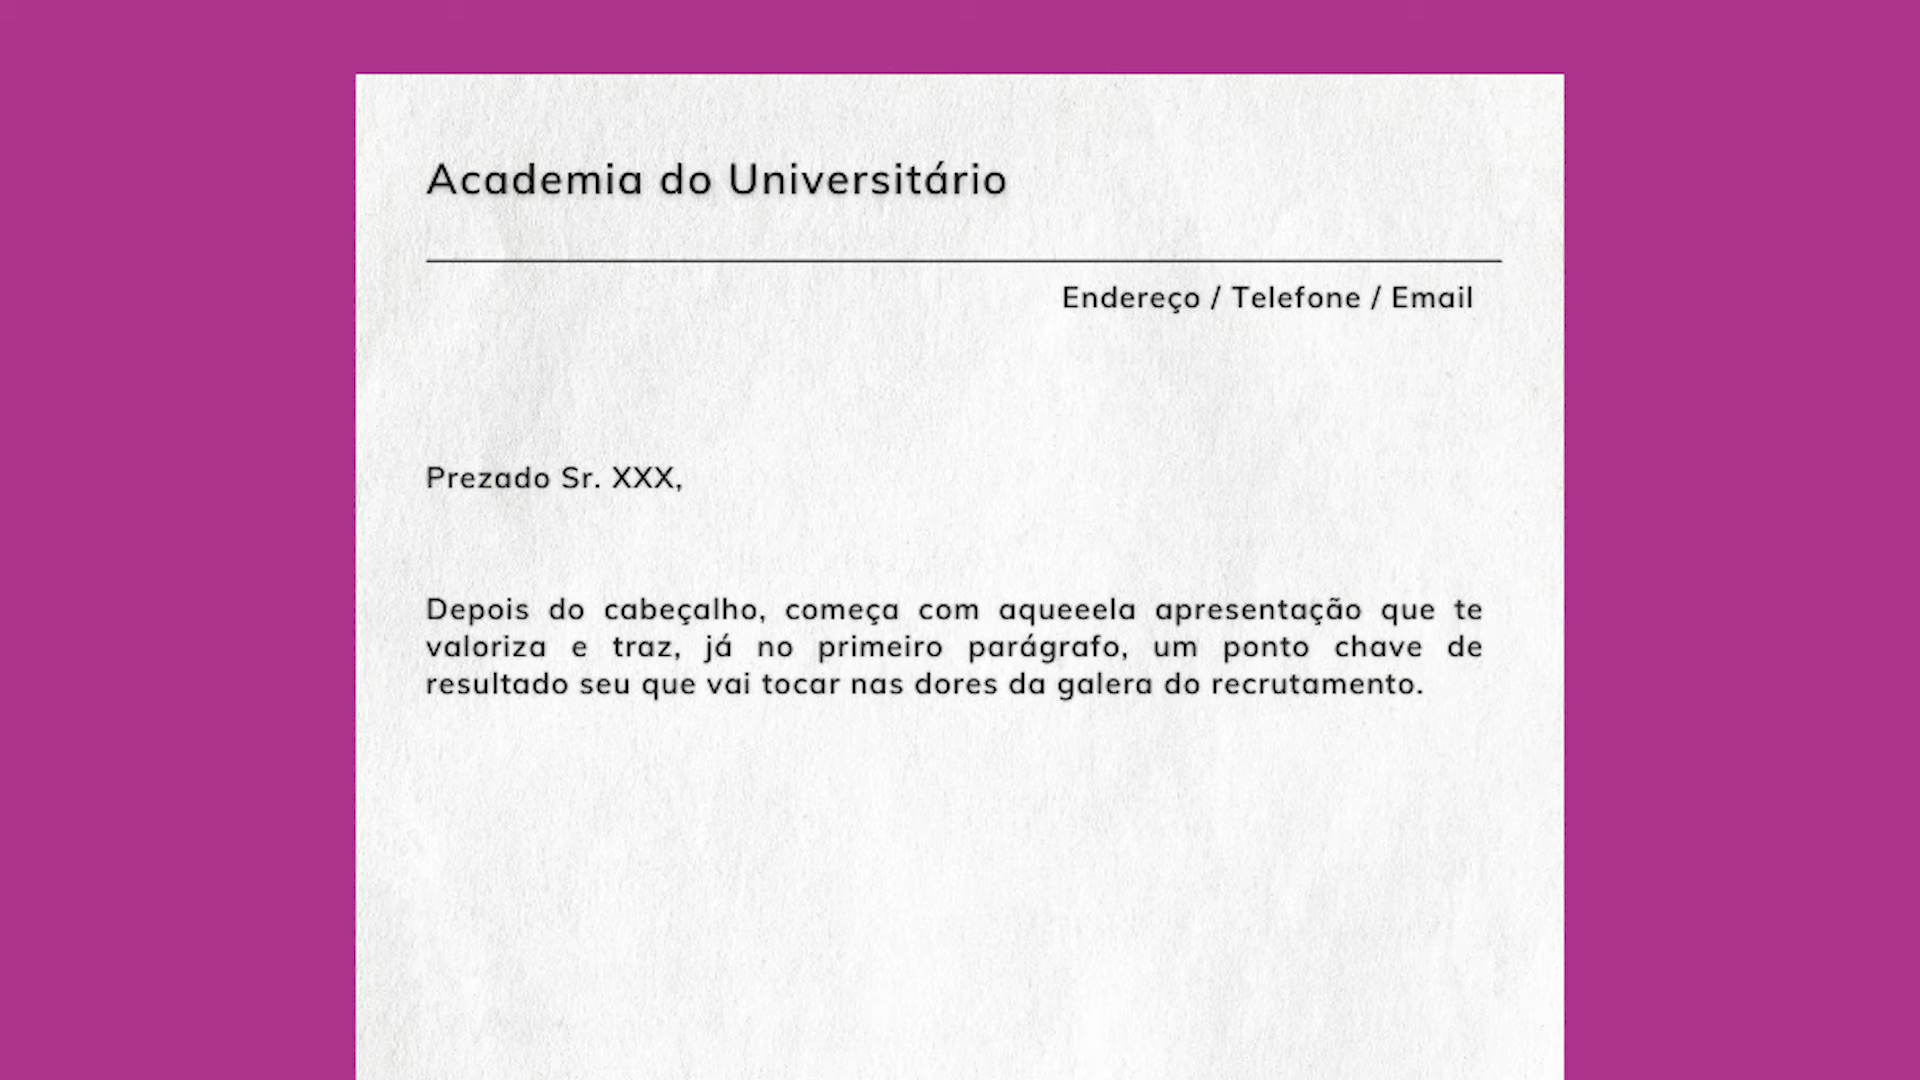 Academia do Universitário
Endereço / Telefone / Email
Prezado Sr. XXX,
Depois do cabeçalho, começa com aqueeela apresentação que te
valoriza e traz, já no primeiro parágrafo, um ponto chave de
resultado seu que vai tocar nas dores da galera do recrutamento.